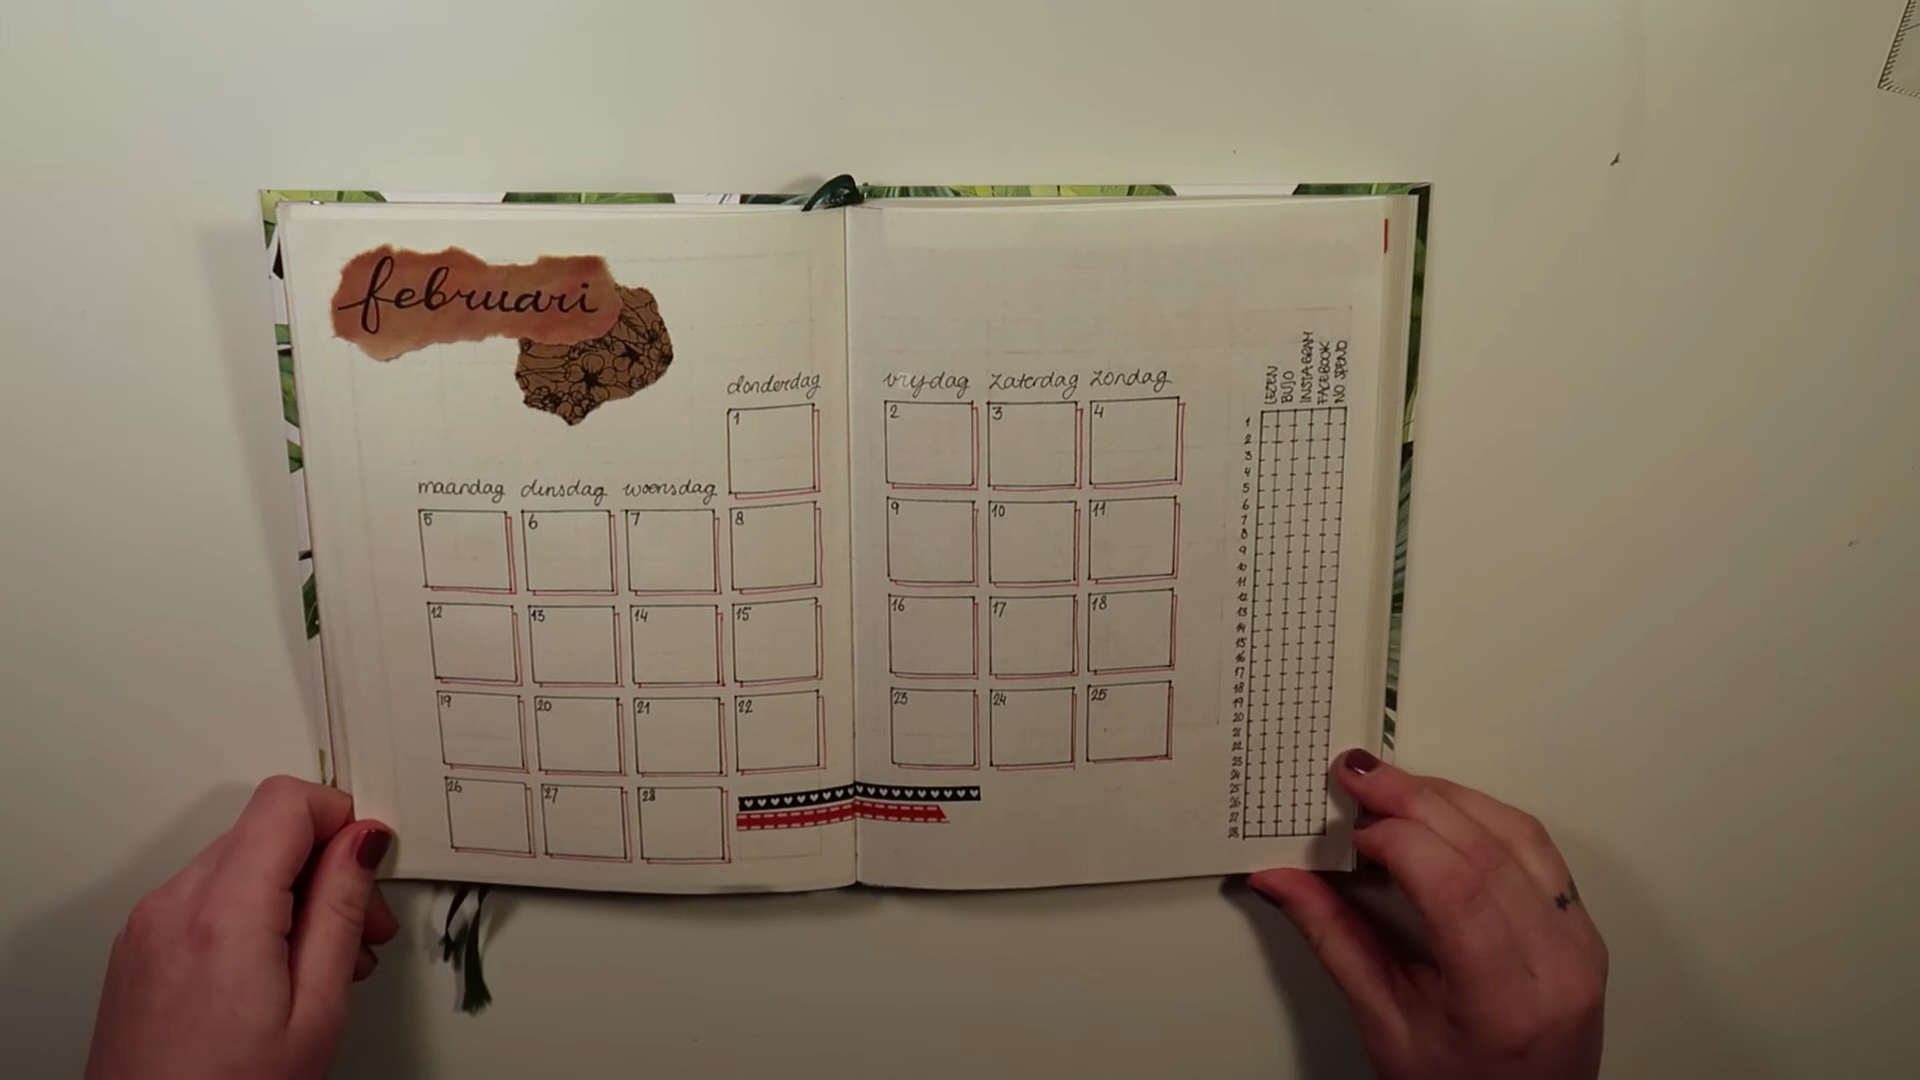 februari
donderdag vrijdag zaterdag zondag
1 2 3 4
maandag dinsdag woensdag
5 6 7 8 9 10 11
12 13 14 15 16 17 18
19 20 21 22 23 24 25
26 27 28
LEZEN
BUJO
INSTAGRAM
FACEBOOK
NO SPEND
1
2
3
4
5
6
7
8
9
10
11
12
13
14
15
16
17
18
19
20
21
22
23
24
25
26
27
28